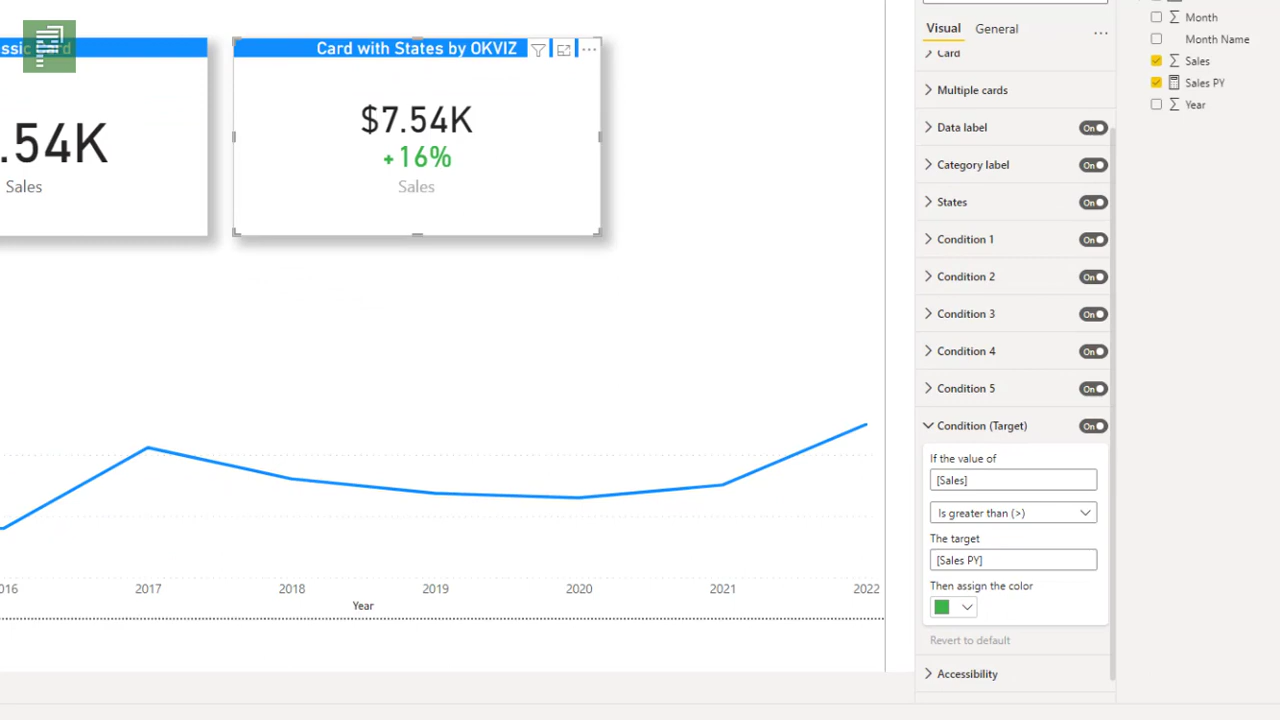 ssic Card
.54K
Sales
Card with States by OKVIZ
$7.54K
+16%
Sales
016
2017
2018
2019
2020
2021
2022
Year
Visual
General
Card
Multiple cards
Data label
On
Category label
On
States
On
Condition 1
On
Condition 2
On
Condition 3
On
Condition 4
On
Condition 5
On
Condition (Target)
On
If the value of
[Sales]
Is greater than (>)
The target
[Sales PY]
Then assign the color
Revert to default
Accessibility
Month
Month Name
Sales
Sales PY
Year